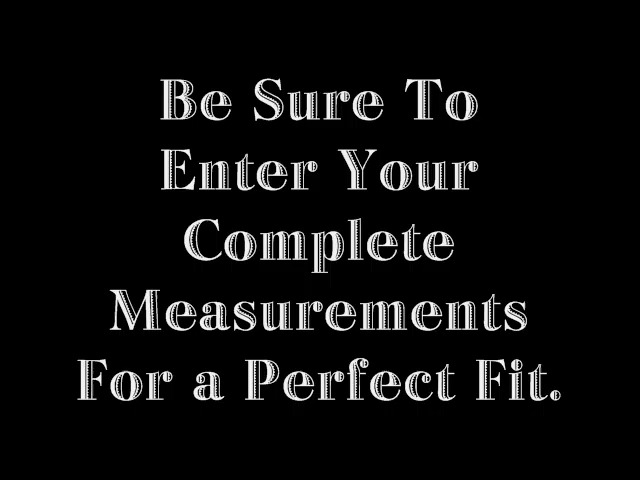 Be Sure To
Enter Your
Complete
Measurements
For a Perfect Fit.